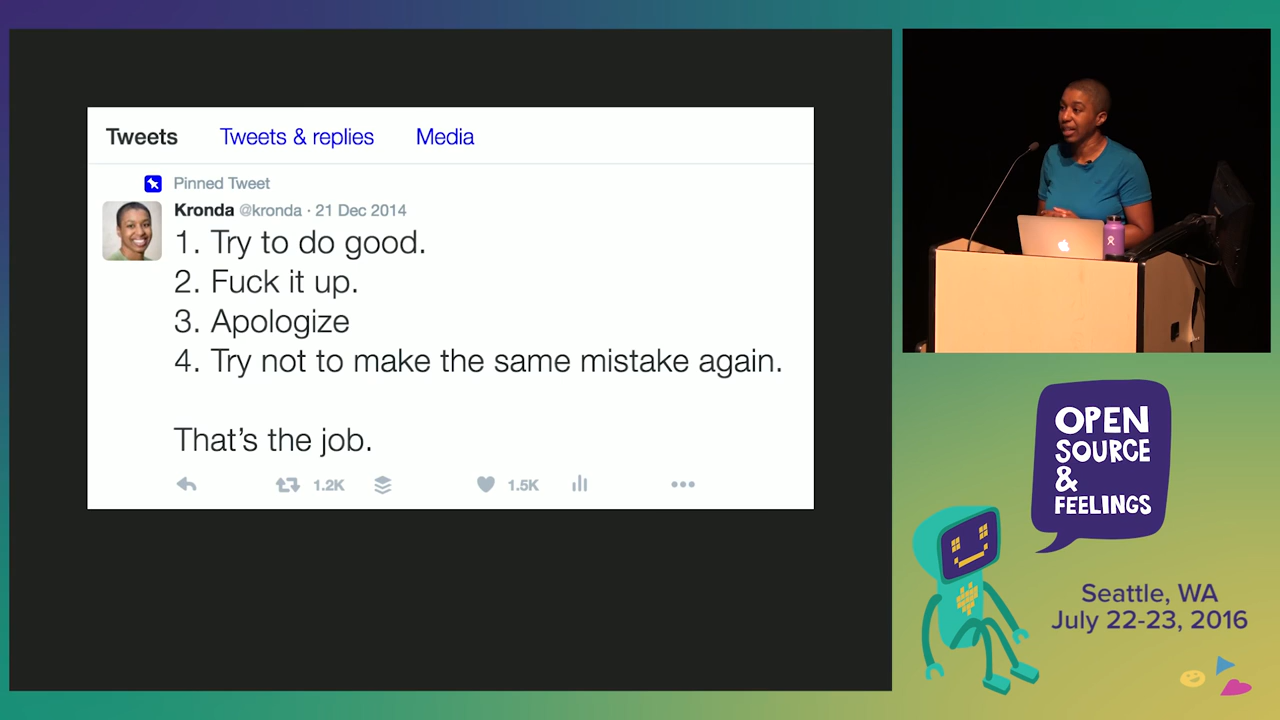 Tweets Tweets & replies Media
Pinned Tweet
Kronda @kronda · 21 Dec 2014
1. Try to do good.
2. Fuck it up.
3. Apologize
4. Try not to make the same mistake again.
That's the job.
1.2K 1.5K
OPEN
SOURCE
&
FEELINGS
Seattle, WA
July 22-23, 2016